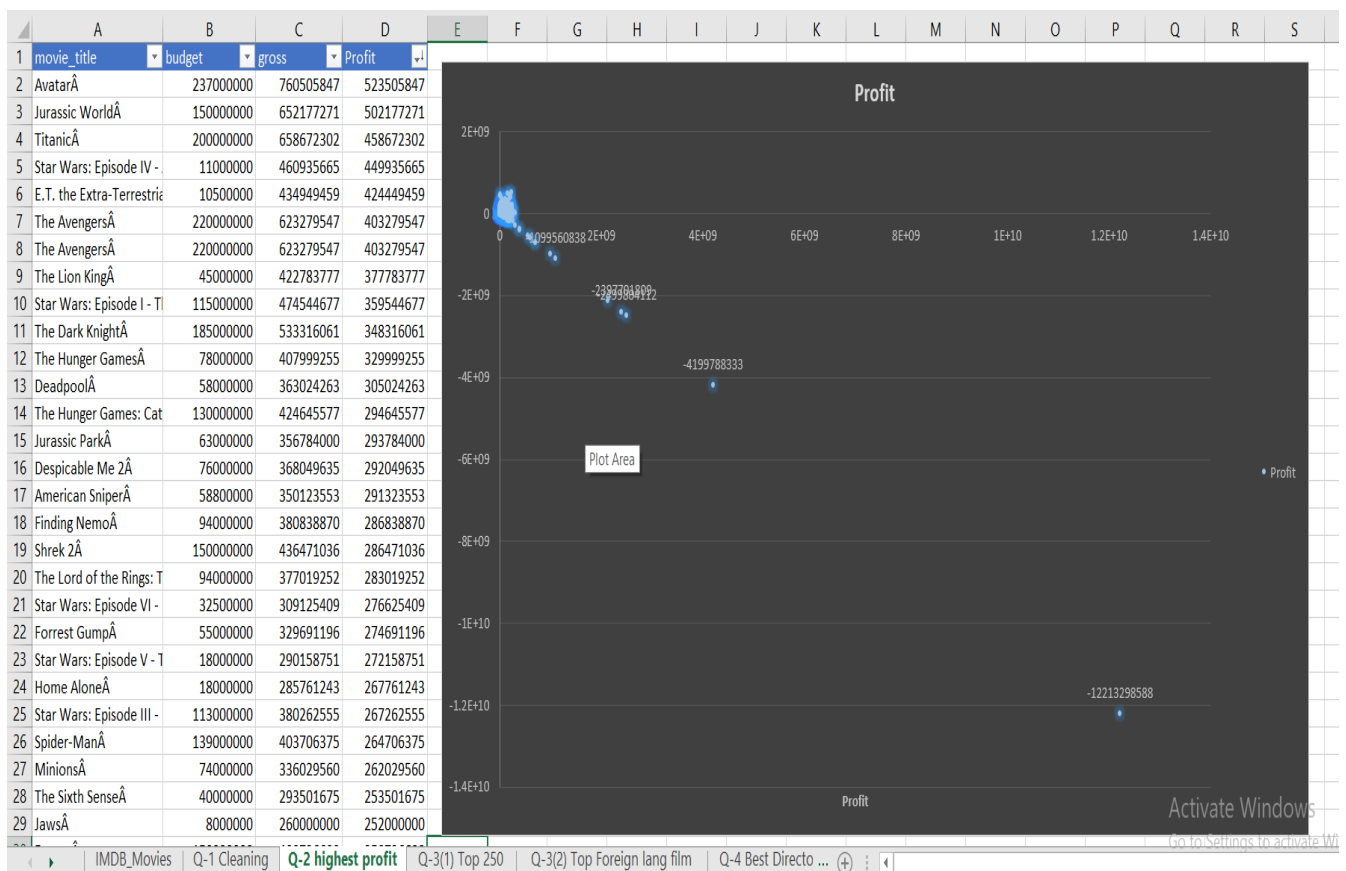 A B C D E F G H I J K L M N O P Q R S
1 movie_title budget gross Profit
2 AvatarÂ 237000000 760505847 523505847
3 Jurassic WorldÂ 150000000 652177271 502177271
4 TitanicÂ 200000000 658672302 458672302
5 Star Wars: Episode IV - 11000000 460935665 449935665
6 E.T. the Extra-Terrestria 10500000 434949459 424449459
7 The AvengersÂ 220000000 623279547 403279547
8 The AvengersÂ 220000000 623279547 403279547
9 The Lion KingÂ 45000000 422783777 377783777
10 Star Wars: Episode I - Tl 115000000 474544677 359544677
11 The Dark KnightÂ 185000000 533316061 348316061
12 The Hunger GamesÂ 78000000 407999255 329999255
13 DeadpoolÂ 58000000 363024263 305024263
14 The Hunger Games: Cat 130000000 424645577 294645577
15 Jurassic ParkÂ 63000000 356784000 293784000
16 Despicable Me 2Â 76000000 368049635 292049635
17 American SniperÂ 58800000 350123553 291323553
18 Finding NemoÂ 94000000 380838870 286838870
19 Shrek 2Â 150000000 436471036 286471036
20 The Lord of the Rings: T 94000000 377019252 283019252
21 Star Wars: Episode VI - 32500000 309125409 276625409
22 Forrest GumpÂ 55000000 329691196 274691196
23 Star Wars: Episode V - T 18000000 290158751 272158751
24 Home AloneÂ 18000000 285761243 267761243
25 Star Wars: Episode III - 113000000 380262555 267262555
26 Spider-ManÂ 139000000 403706375 264706375
27 MinionsÂ 74000000 336029560 262029560
28 The Sixth SenseÂ 40000000 293501675 253501675
29 JawsÂ 8000000 260000000 252000000
Profit
2E+09
0
0 2E+09 4E+09 6E+09 8E+09 1E+10 1.2E+10 1.4E+10
-2E+09
-4199788333
-4E+09
Plot Area
-6E+09
Profit
-8E+09
-1E+10
-12213298588
-1.2E+10
-1.4E+10
Profit
Activate Windows
Go to Settings to activate Wi
IMDB_Movies Q-1 Cleaning Q-2 highest profit Q-3(1) Top 250 Q-3(2) Top Foreign lang film Q-4 Best Directo ...